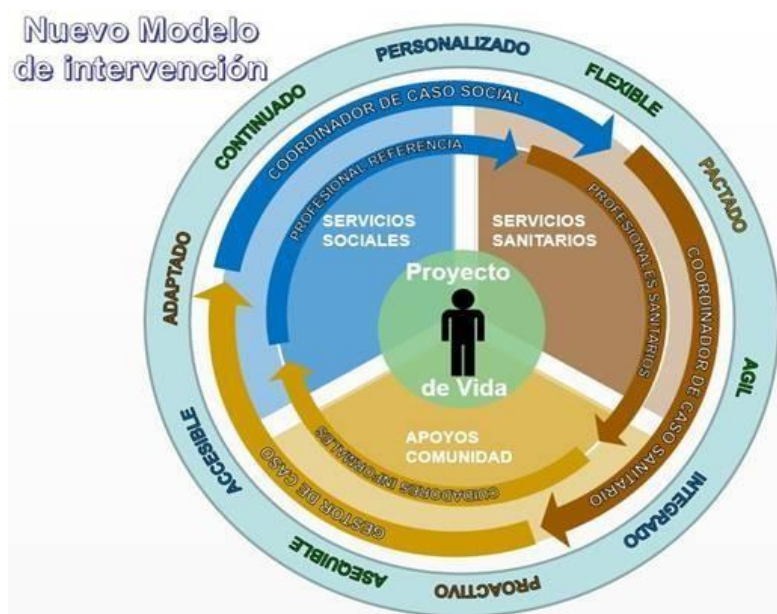 Nuevo Modelo
de intervención
PERSONALIZADO
FLEXIBLE
PACTADO
AGIL
INTEGRADO
PROACTIVO
ASEQUIBLE
ACCESIBLE
ADAPTADO
CONTINUADO
COORDINADOR DE CASO SOCIAL
COORDINADOR DE CASO SANITARIO
GESTOR DE CASO
PROFESIONAL REFERENCIA
PROFESIONALES SANITARIOS
CUIDADORES INFORMALES
SERVICIOS
SOCIALES
SERVICIOS
SANITARIOS
APOYOS
COMUNIDAD
Proyecto
de Vida